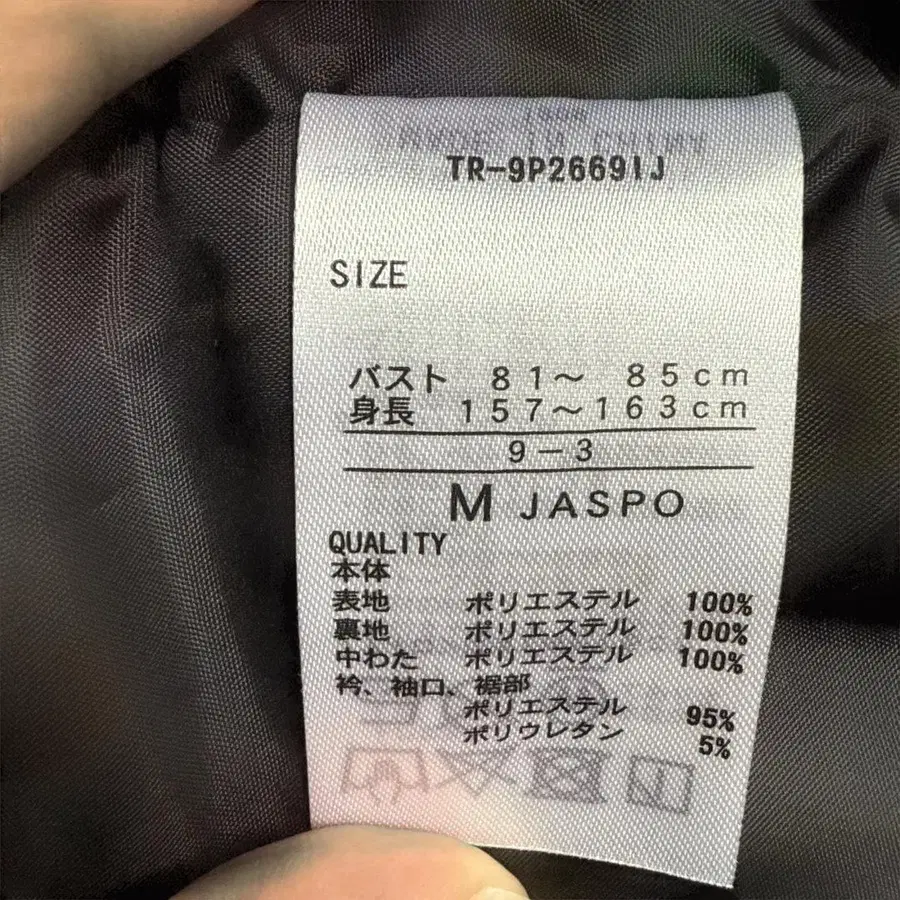 TR-9P2669IJ
SIZE
バスト 81～ 85cm
身長 157～163cm
9-3
M JASPO
QUALITY
本体
表地 ポリエステル 100%
裏地 ポリエステル 100%
中わた ポリエステル 100%
衿、袖口、裾部
ポリエステル 95%
ポリウレタン 5%